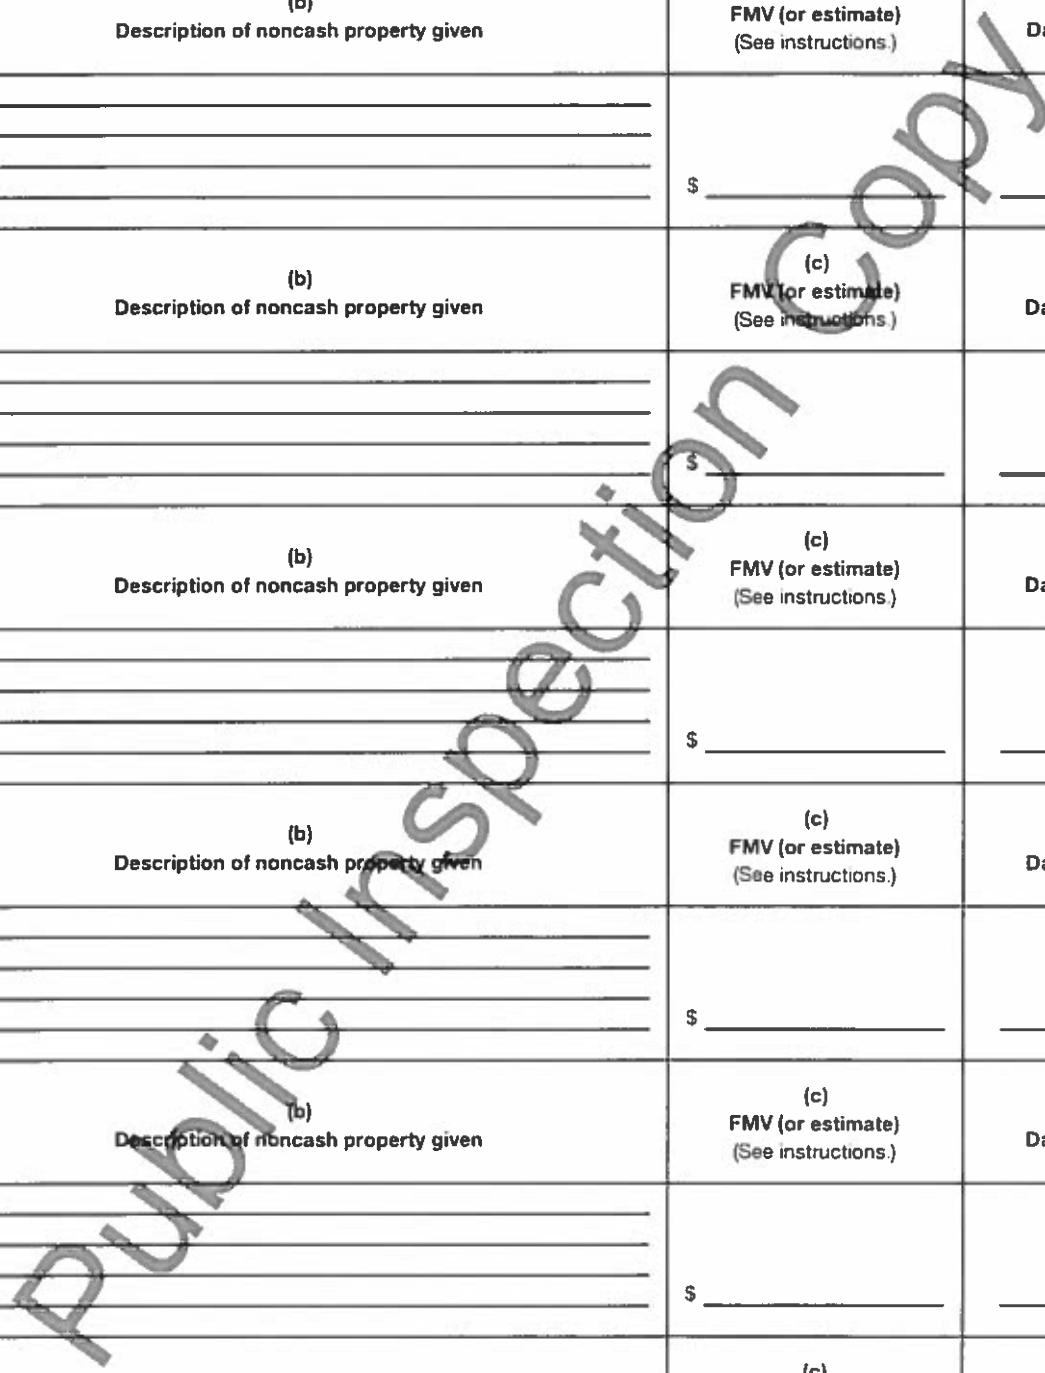 (b)
Description of noncash property given
FMV (or estimate)
(See instructions.)
$
(b)
Description of noncash property given
(c)
FMV (or estimate)
(See instructions.)
$
(b)
Description of noncash property given
(c)
FMV (or estimate)
(See instructions.)
$
(b)
Description of noncash property given
(c)
FMV (or estimate)
(See instructions.)
$
(b)
Description of noncash property given
(c)
FMV (or estimate)
(See instructions.)
$
(c)
Public Inspection Copy